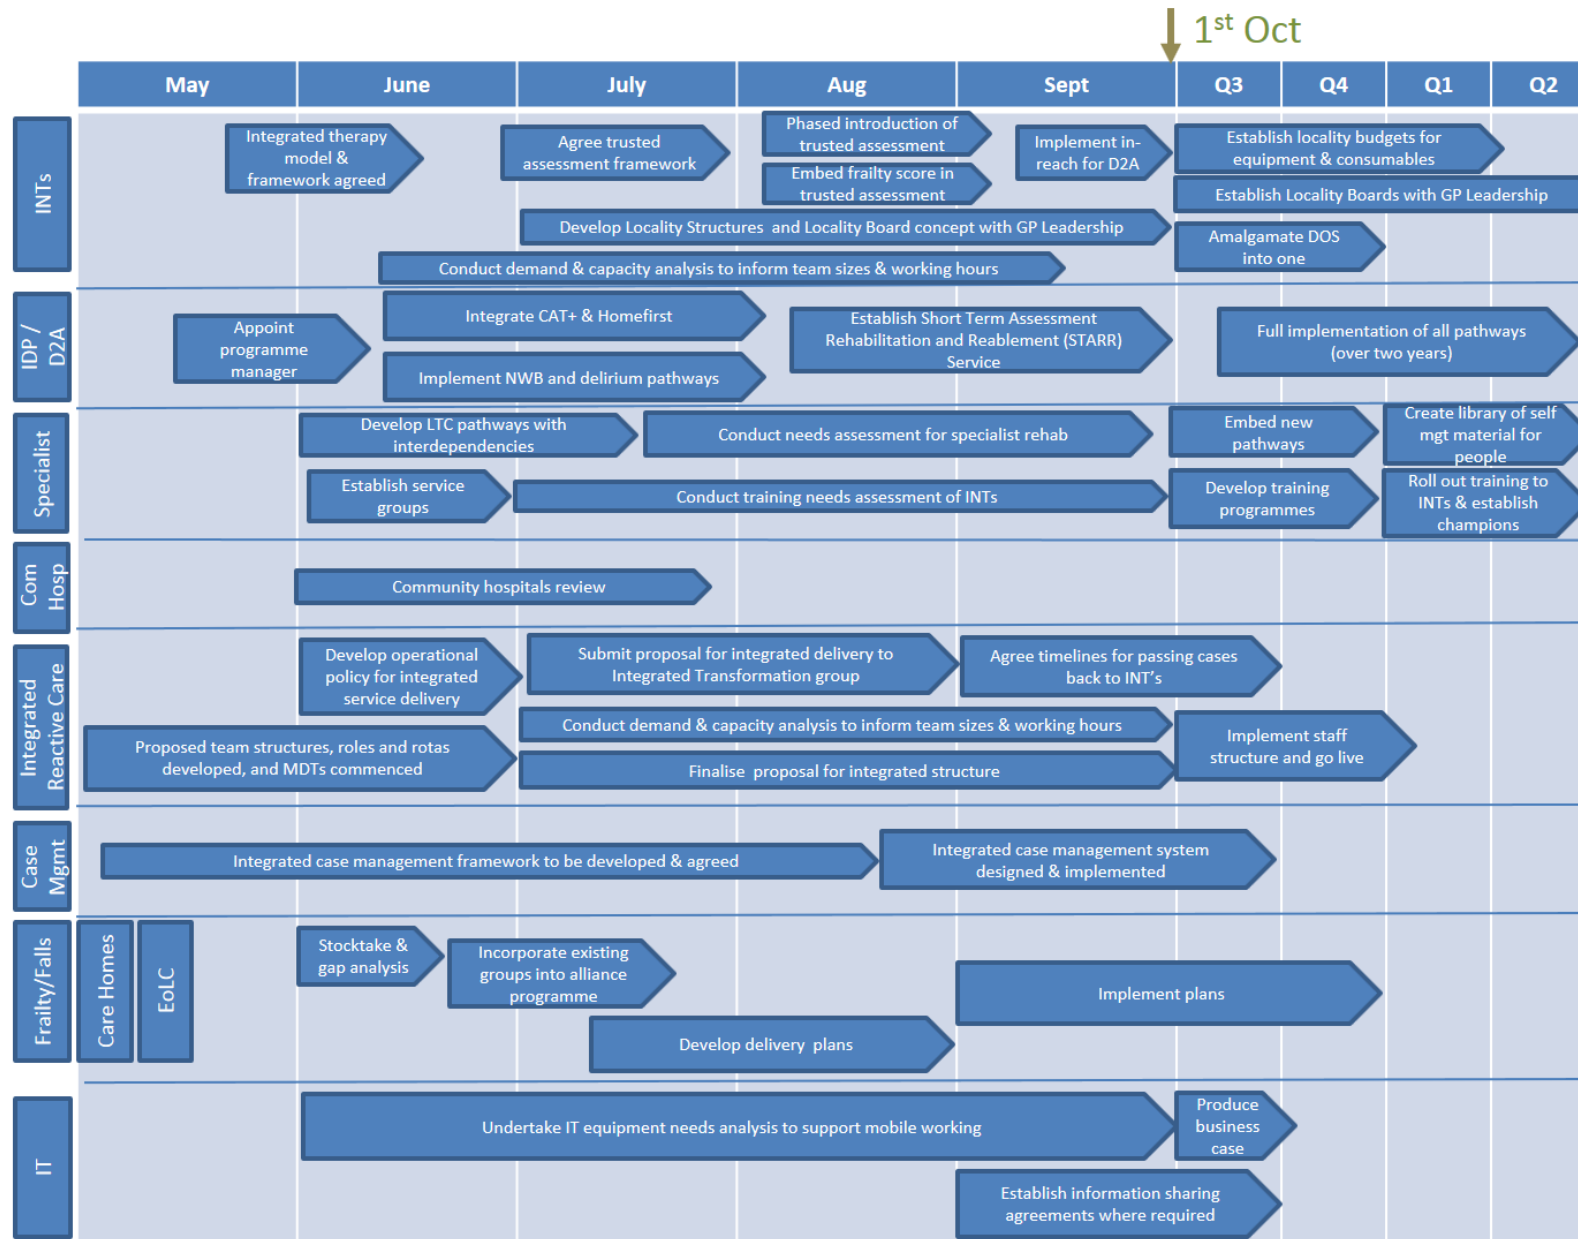 1st Oct
May
June
July
Aug
Sept
Q3
Q4
Q1
Q2
INTs
Integrated therapy
model &
framework agreed
Agree trusted
assessment framework
Phased introduction of
trusted assessment
Embed frailty score in
trusted assessment
Implement in-
reach for D2A
Establish locality budgets for
equipment & consumables
Establish Locality Boards with GP Leadership
Develop Locality Structures and Locality Board concept with GP Leadership
Amalgamate DOS
into one
Conduct demand & capacity analysis to inform team sizes & working hours
IDP /
D2A
Appoint
programme
manager
Integrate CAT+ & Homefirst
Implement NWB and delirium pathways
Establish Short Term Assessment
Rehabilitation and Reablement (STARR)
Service
Full implementation of all pathways
(over two years)
Specialist
Develop LTC pathways with
interdependencies
Conduct needs assessment for specialist rehab
Embed new
pathways
Create library of self
mgt material for
people
Establish service
groups
Conduct training needs assessment of INTs
Develop training
programmes
Roll out training to
INTs & establish
champions
Com
Hosp
Community hospitals review
Integrated
Reactive Care
Develop operational
policy for integrated
service delivery
Submit proposal for integrated delivery to
Integrated Transformation group
Agree timelines for passing cases
back to INT's
Proposed team structures, roles and rotas
developed, and MDTs commenced
Conduct demand & capacity analysis to inform team sizes & working hours
Finalise proposal for integrated structure
Implement staff
structure and go live
Case
Mgmt
Integrated case management framework to be developed & agreed
Integrated case management system
designed & implemented
Frailty/Falls
Care Homes
EoLC
Stocktake &
gap analysis
Incorporate existing
groups into alliance
programme
Develop delivery plans
Implement plans
IT
Undertake IT equipment needs analysis to support mobile working
Produce
business
case
Establish information sharing
agreements where required